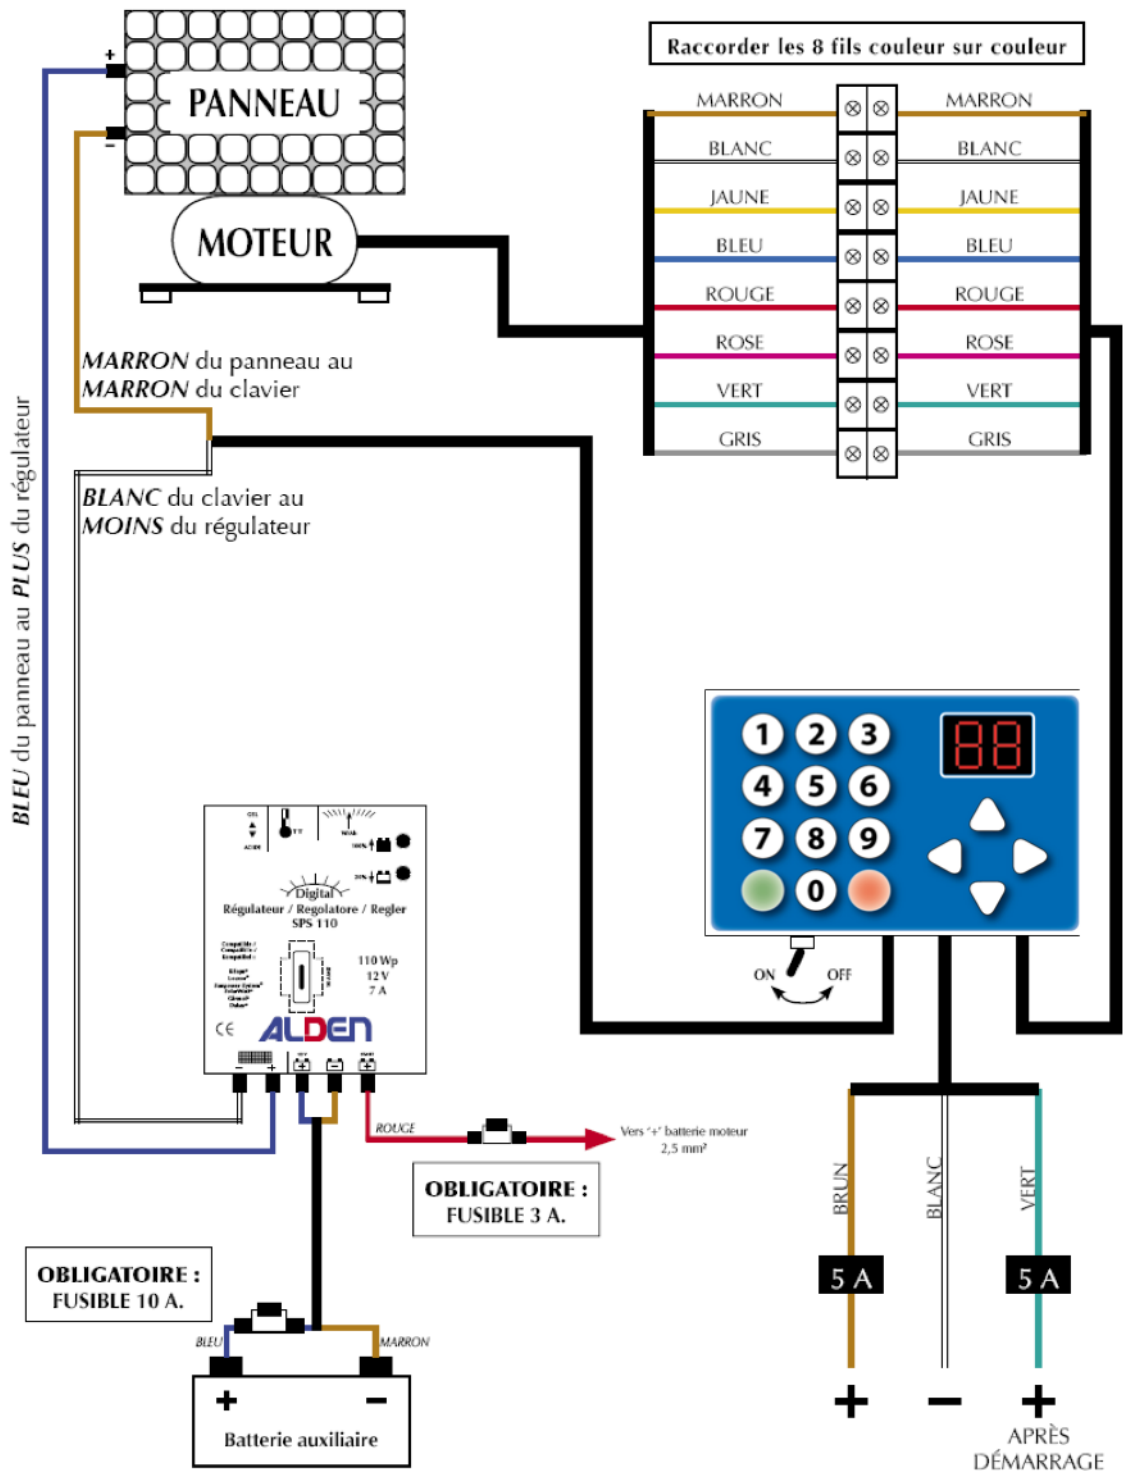 Raccorder les 8 fils couleur sur couleur
+
PANNEAU
–
MOTEUR
MARRON MARRON
BLANC BLANC
JAUNE JAUNE
BLEU BLEU
ROUGE ROUGE
ROSE ROSE
VERT VERT
GRIS GRIS
MARRON du panneau au
MARRON du clavier
BLANC du clavier au
MOINS du régulateur
BLEU du panneau au PLUS du régulateur
1 2 3
4 5 6
7 8 9
0
88
ON OFF
GEL
ACIDE
Digital
Régulateur / Regolatore / Regler
SPS 110
110 Wp
12 V
7 A
CE
ALDEN
– + + – +
ROUGE
Vers '+' batterie moteur
2,5 mm²
OBLIGATOIRE :
FUSIBLE 3 A.
OBLIGATOIRE :
FUSIBLE 10 A.
BLEU
MARRON
+ –
Batterie auxiliaire
BRUN
BLANC
VERT
5 A 5 A
+ – +
APRÈS
DÉMARRAGE